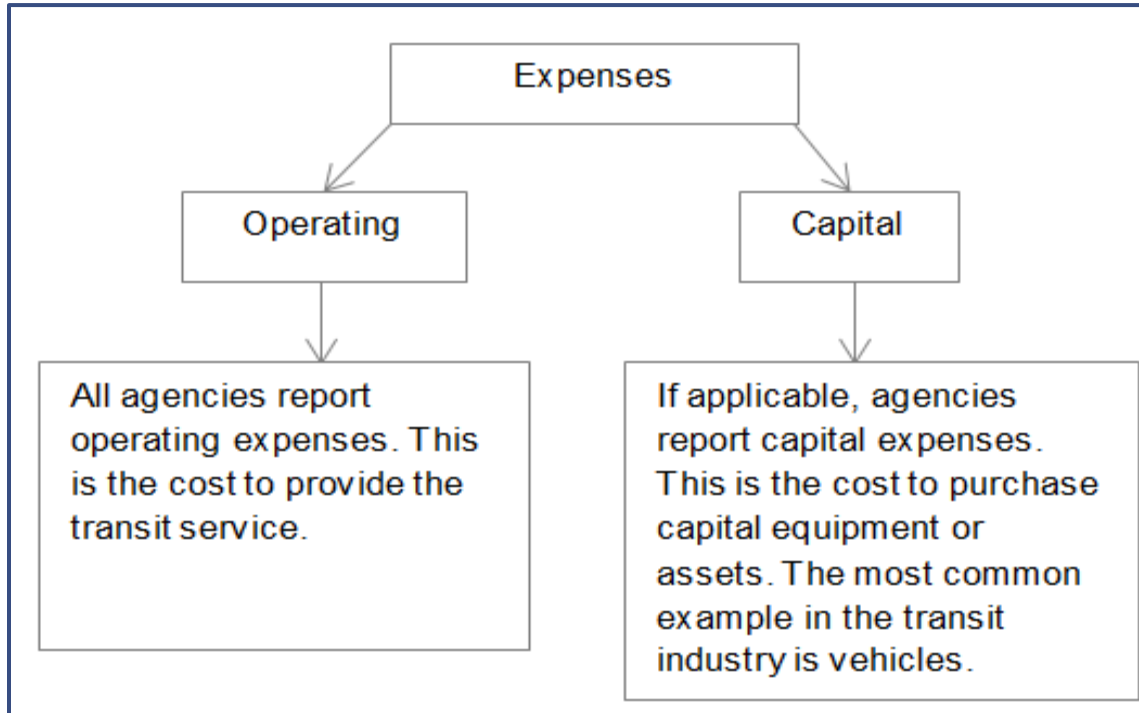 Expenses
Operating
Capital
All agencies report
operating expenses. This
is the cost to provide the
transit service.
If applicable, agencies
report capital expenses.
This is the cost to purchase
capital equipment or
assets. The most common
example in the transit
industry is vehicles.